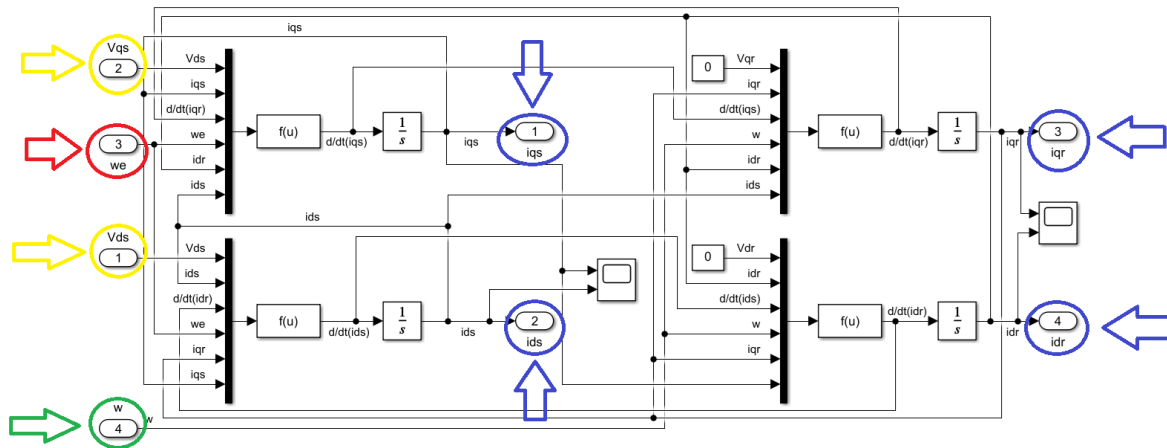 iqs
Vqs
2
Vds
iqs
d/dt(iqr)
we
idr
ids
3
we
f(u)
d/dt(iqs)
1
s
iqs
1
iqs
0
Vqr
iqr
d/dt(iqs)
w
idr
ids
f(u)
d/dt(iqr)
1
s
iqr
3
iqr
ids
Vds
1
Vds
ids
d/dt(idr)
we
iqr
iqs
f(u)
d/dt(ids)
1
s
ids
2
ids
0
Vdr
idr
d/dt(ids)
w
iqr
f(u)
d/dt(idr)
1
s
idr
4
idr
w
4
w